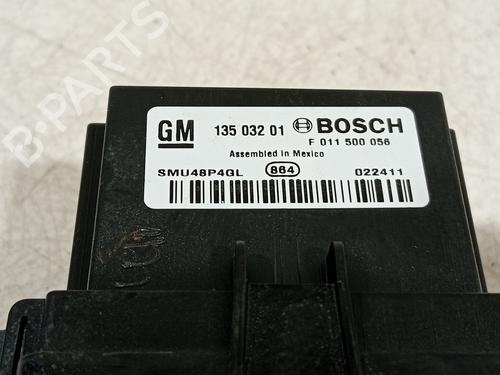 B-PARTS
GM 135 032 01 BOSCH
F 011 500 056
Assembled in Mexico
SMU48P4GL 864 022411